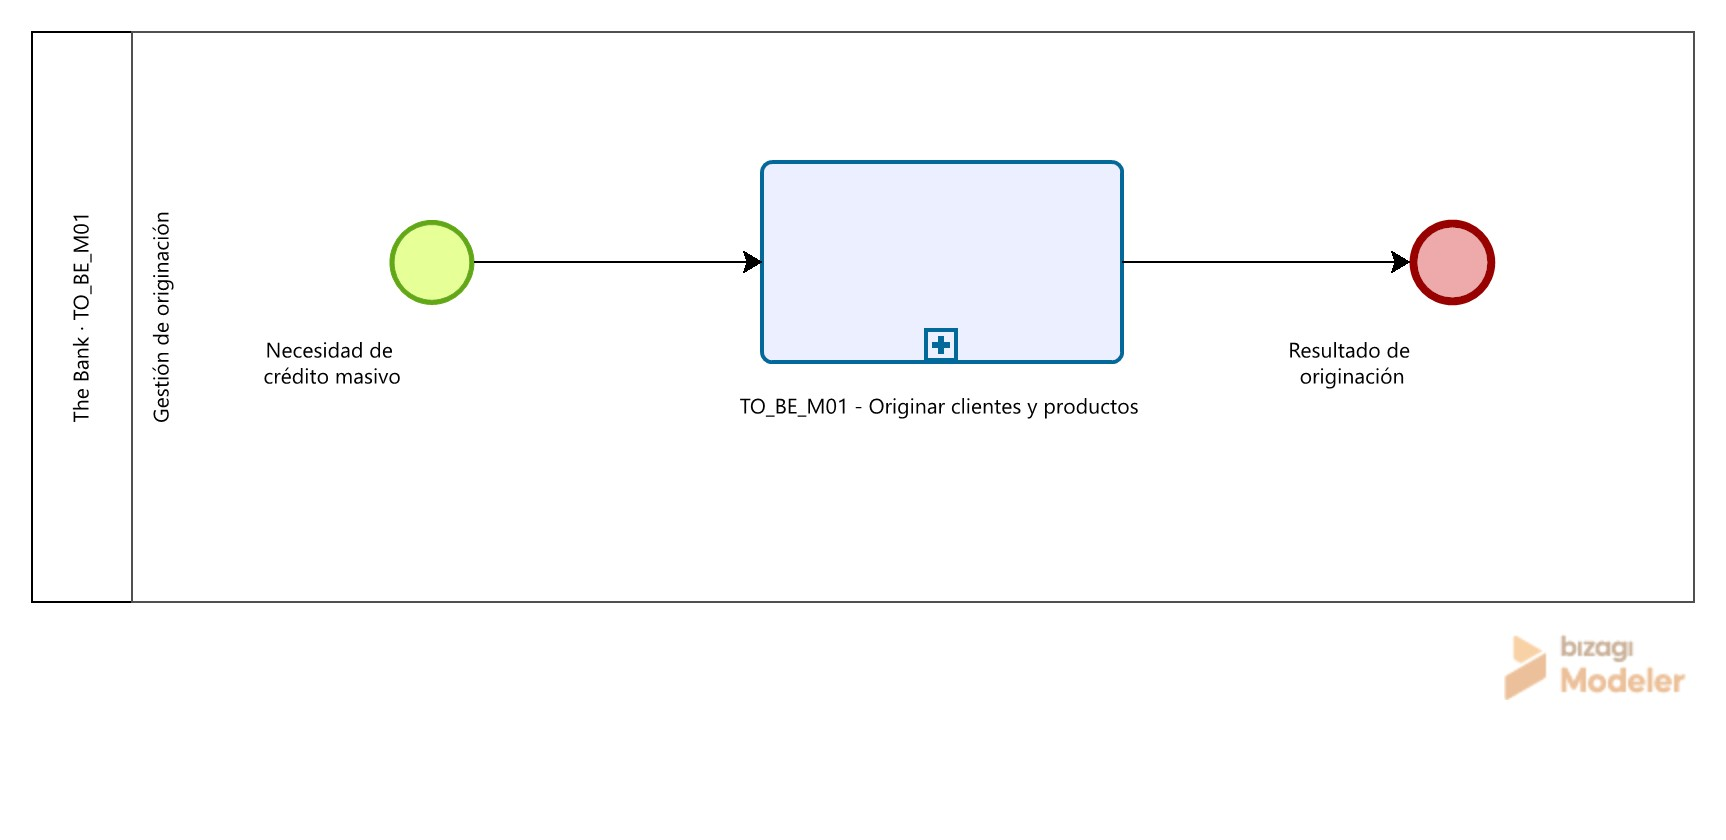 The Bank · TO_BE_M01
Gestión de originación
Necesidad de
crédito masivo
TO_BE_M01 - Originar clientes y productos
Resultado de
originación
bizagi
Modeler